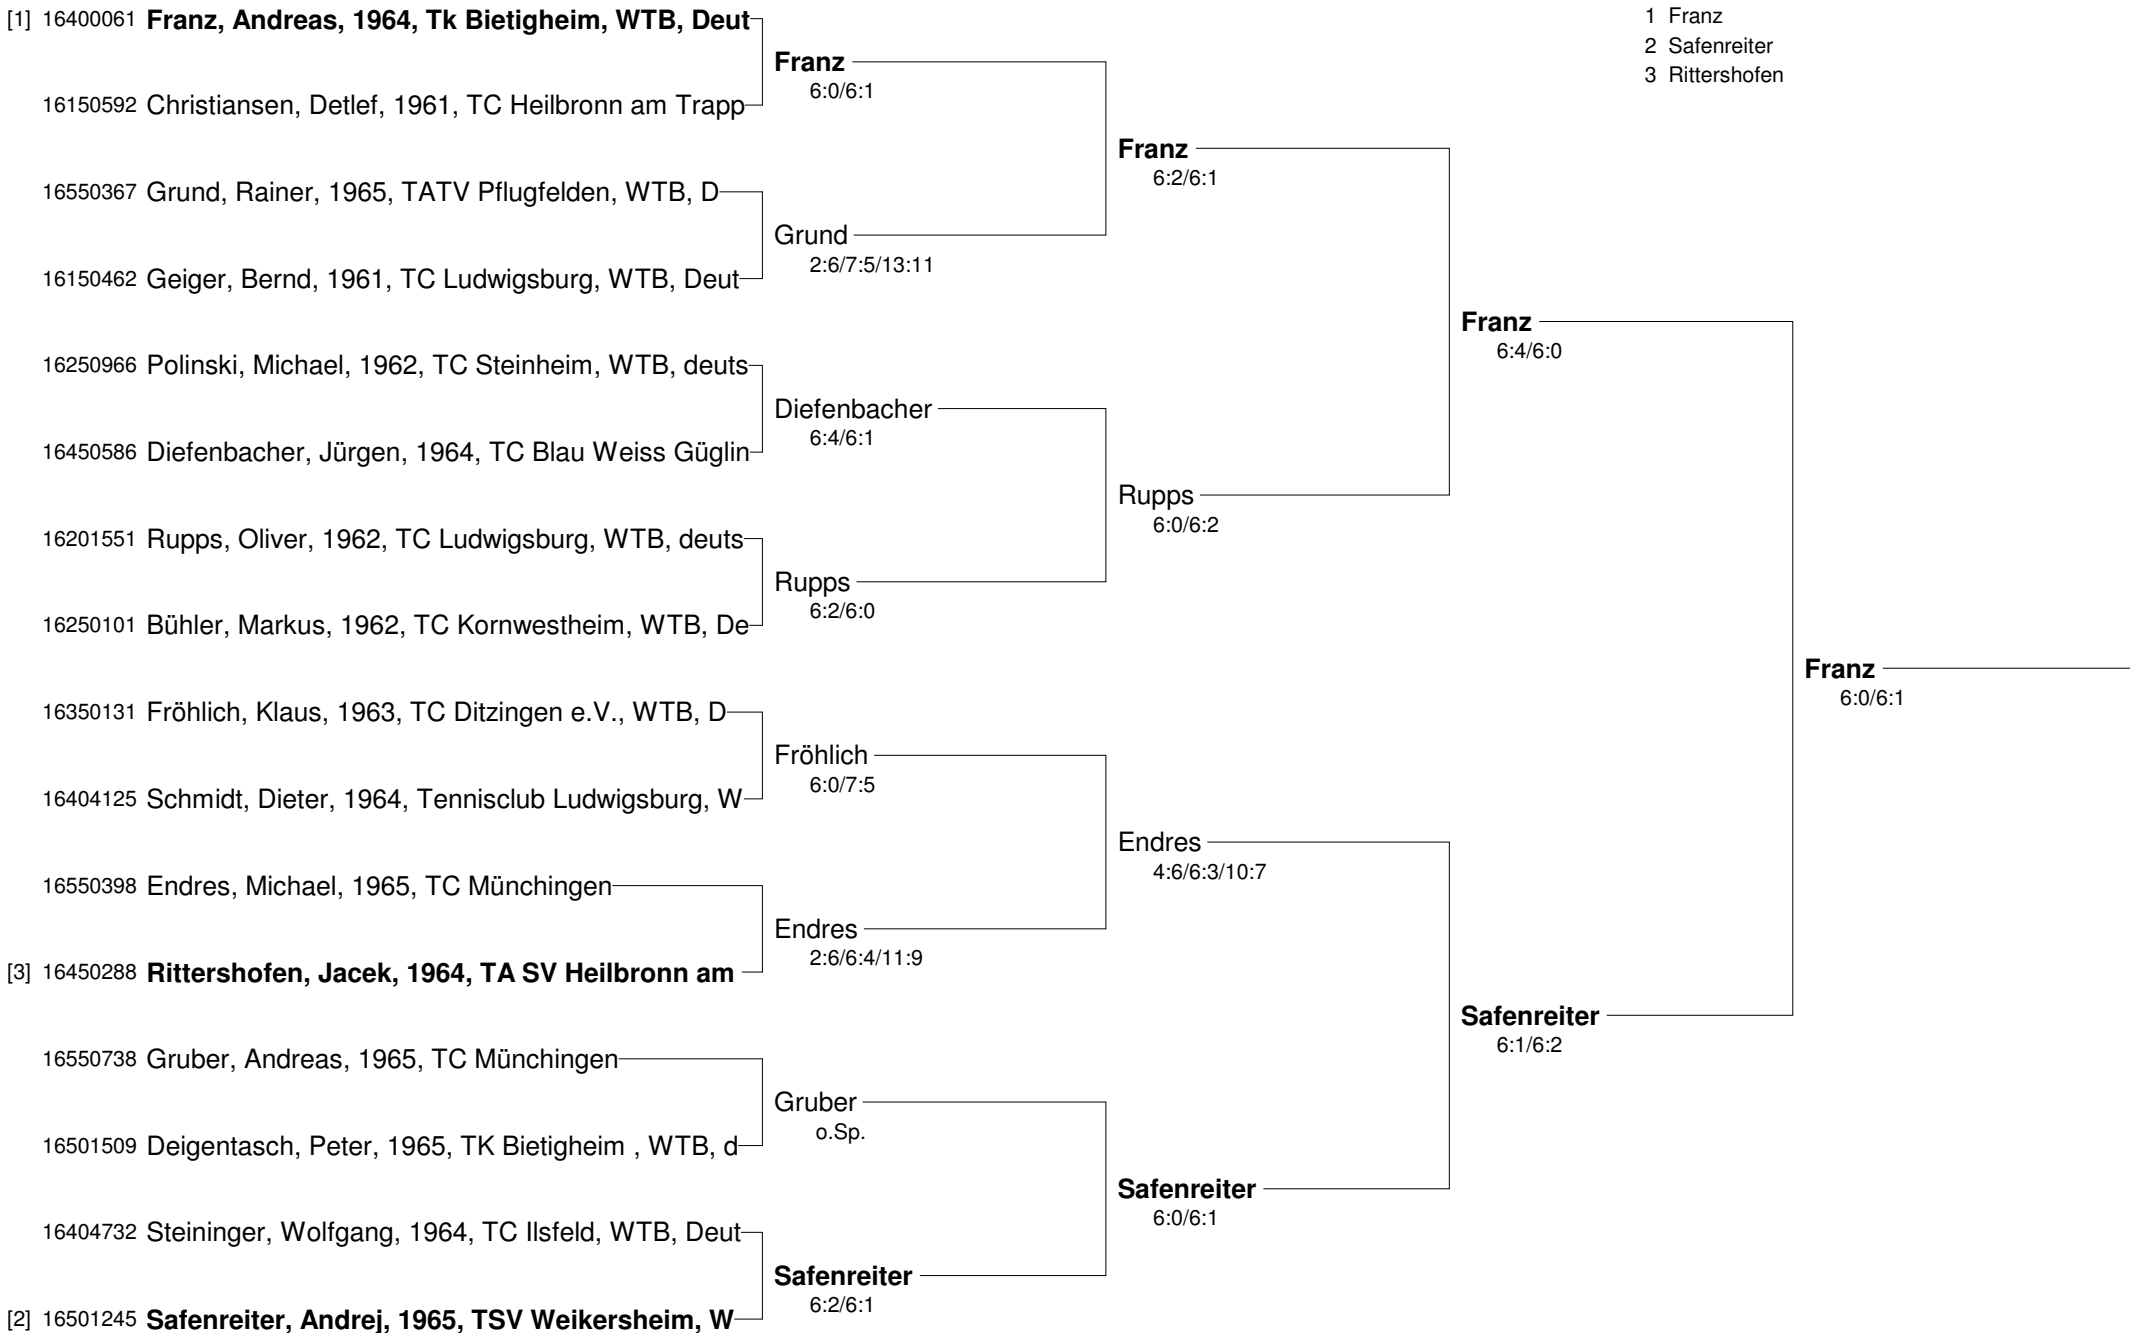 [1] 16400061 Franz, Andreas, 1964, Tk Bietigheim, WTB, Deut
16150592 Christiansen, Detlef, 1961, TC Heilbronn am Trapp
16550367 Grund, Rainer, 1965, TATV Pflugfelden, WTB, D
16150462 Geiger, Bernd, 1961, TC Ludwigsburg, WTB, Deut
16250966 Polinski, Michael, 1962, TC Steinheim, WTB, deuts
16450586 Diefenbacher, Jürgen, 1964, TC Blau Weiss Güglin
16201551 Rupps, Oliver, 1962, TC Ludwigsburg, WTB, deuts
16250101 Bühler, Markus, 1962, TC Kornwestheim, WTB, De
16350131 Fröhlich, Klaus, 1963, TC Ditzingen e.V., WTB, D
16404125 Schmidt, Dieter, 1964, Tennisclub Ludwigsburg, W
16550398 Endres, Michael, 1965, TC Münchingen
[3] 16450288 Rittershofen, Jacek, 1964, TA SV Heilbronn am
16550738 Gruber, Andreas, 1965, TC Münchingen
16501509 Deigentasch, Peter, 1965, TK Bietigheim , WTB, d
16404732 Steininger, Wolfgang, 1964, TC Ilsfeld, WTB, Deut
[2] 16501245 Safenreiter, Andrej, 1965, TSV Weikersheim, W
Franz
6:0/6:1
Grund
2:6/7:5/13:11
Diefenbacher
6:4/6:1
Rupps
6:2/6:0
Fröhlich
6:0/7:5
Endres
2:6/6:4/11:9
Gruber
o.Sp.
Safenreiter
6:2/6:1
Franz
6:2/6:1
Rupps
6:0/6:2
Endres
4:6/6:3/10:7
Safenreiter
6:0/6:1
Franz
6:4/6:0
Safenreiter
6:1/6:2
Franz
6:0/6:1
1 Franz
2 Safenreiter
3 Rittershofen